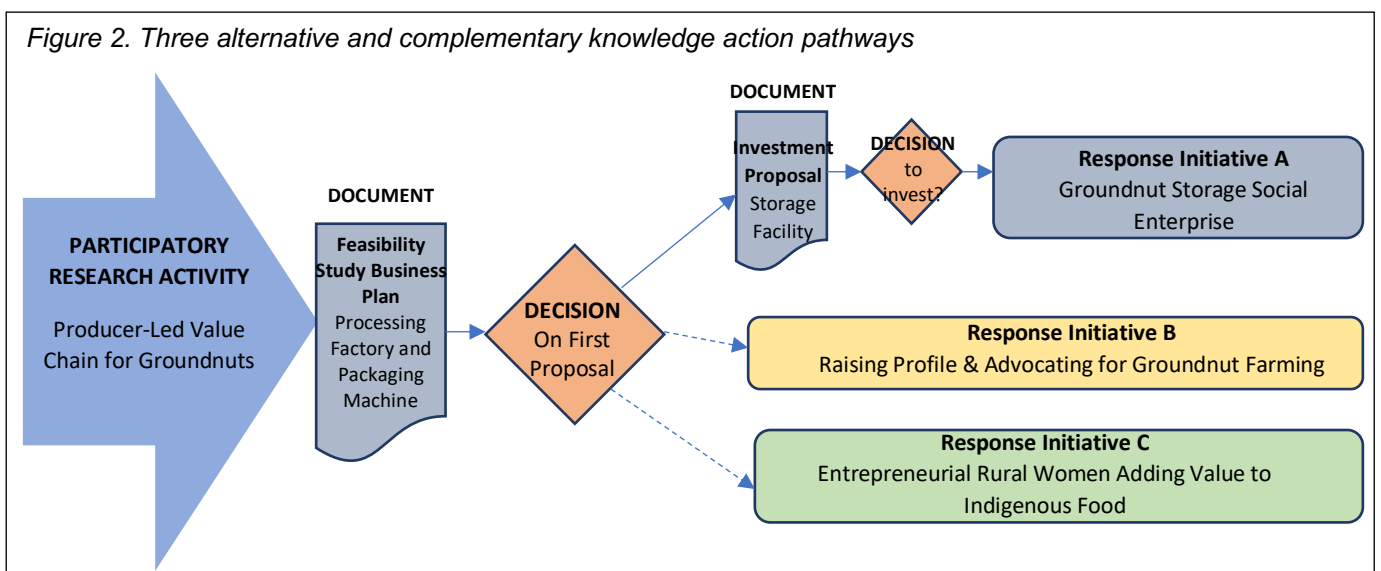 Figure 2. Three alternative and complementary knowledge action pathways
PARTICIPATORY
RESEARCH ACTIVITY
Producer-Led Value
Chain for Groundnuts
DOCUMENT
Feasibility
Study Business
Plan
Processing
Factory and
Packaging
Machine
DECISION
On First
Proposal
DOCUMENT
Investment
Proposal
Storage
Facility
DECISION
to
invest?
Response Initiative A
Groundnut Storage Social
Enterprise
Response Initiative B
Raising Profile & Advocating for Groundnut Farming
Response Initiative C
Entrepreneurial Rural Women Adding Value to
Indigenous Food